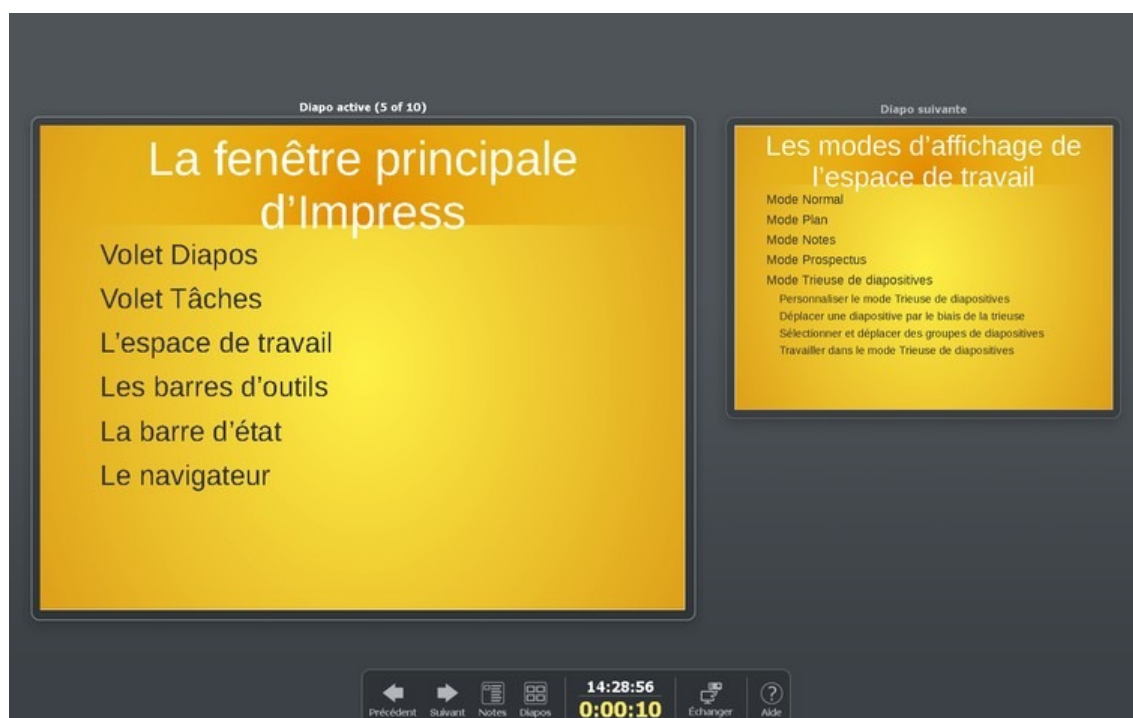 Diapo active (5 of 10)
La fenêtre principale
d’Impress
Volet Diapos
Volet Tâches
L’espace de travail
Les barres d’outils
La barre d’état
Le navigateur
Diapo suivante
Les modes d’affichage de
l’espace de travail
Mode Normal
Mode Plan
Mode Notes
Mode Prospectus
Mode Trieuse de diapositives
Personnaliser le mode Trieuse de diapositives
Déplacer une diapositive par le biais de la trieuse
Sélectionner et déplacer des groupes de diapositives
Travailler dans le mode Trieuse de diapositives
Précédent Suivant Notes Diapos
14:28:56
0:00:10
Échanger
Aide